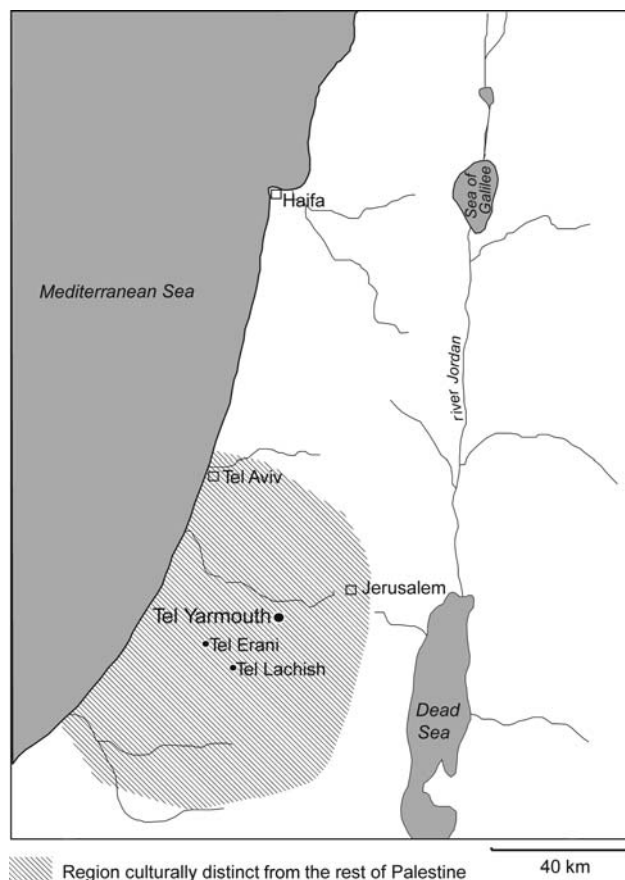 Haifa
Sea of
Galilee
Mediterranean Sea
river Jordan
Tel Aviv
Jerusalem
Tel Yarmouth
Tel Erani
Tel Lachish
Dead
Sea
Region culturally distinct from the rest of Palestine
40 km